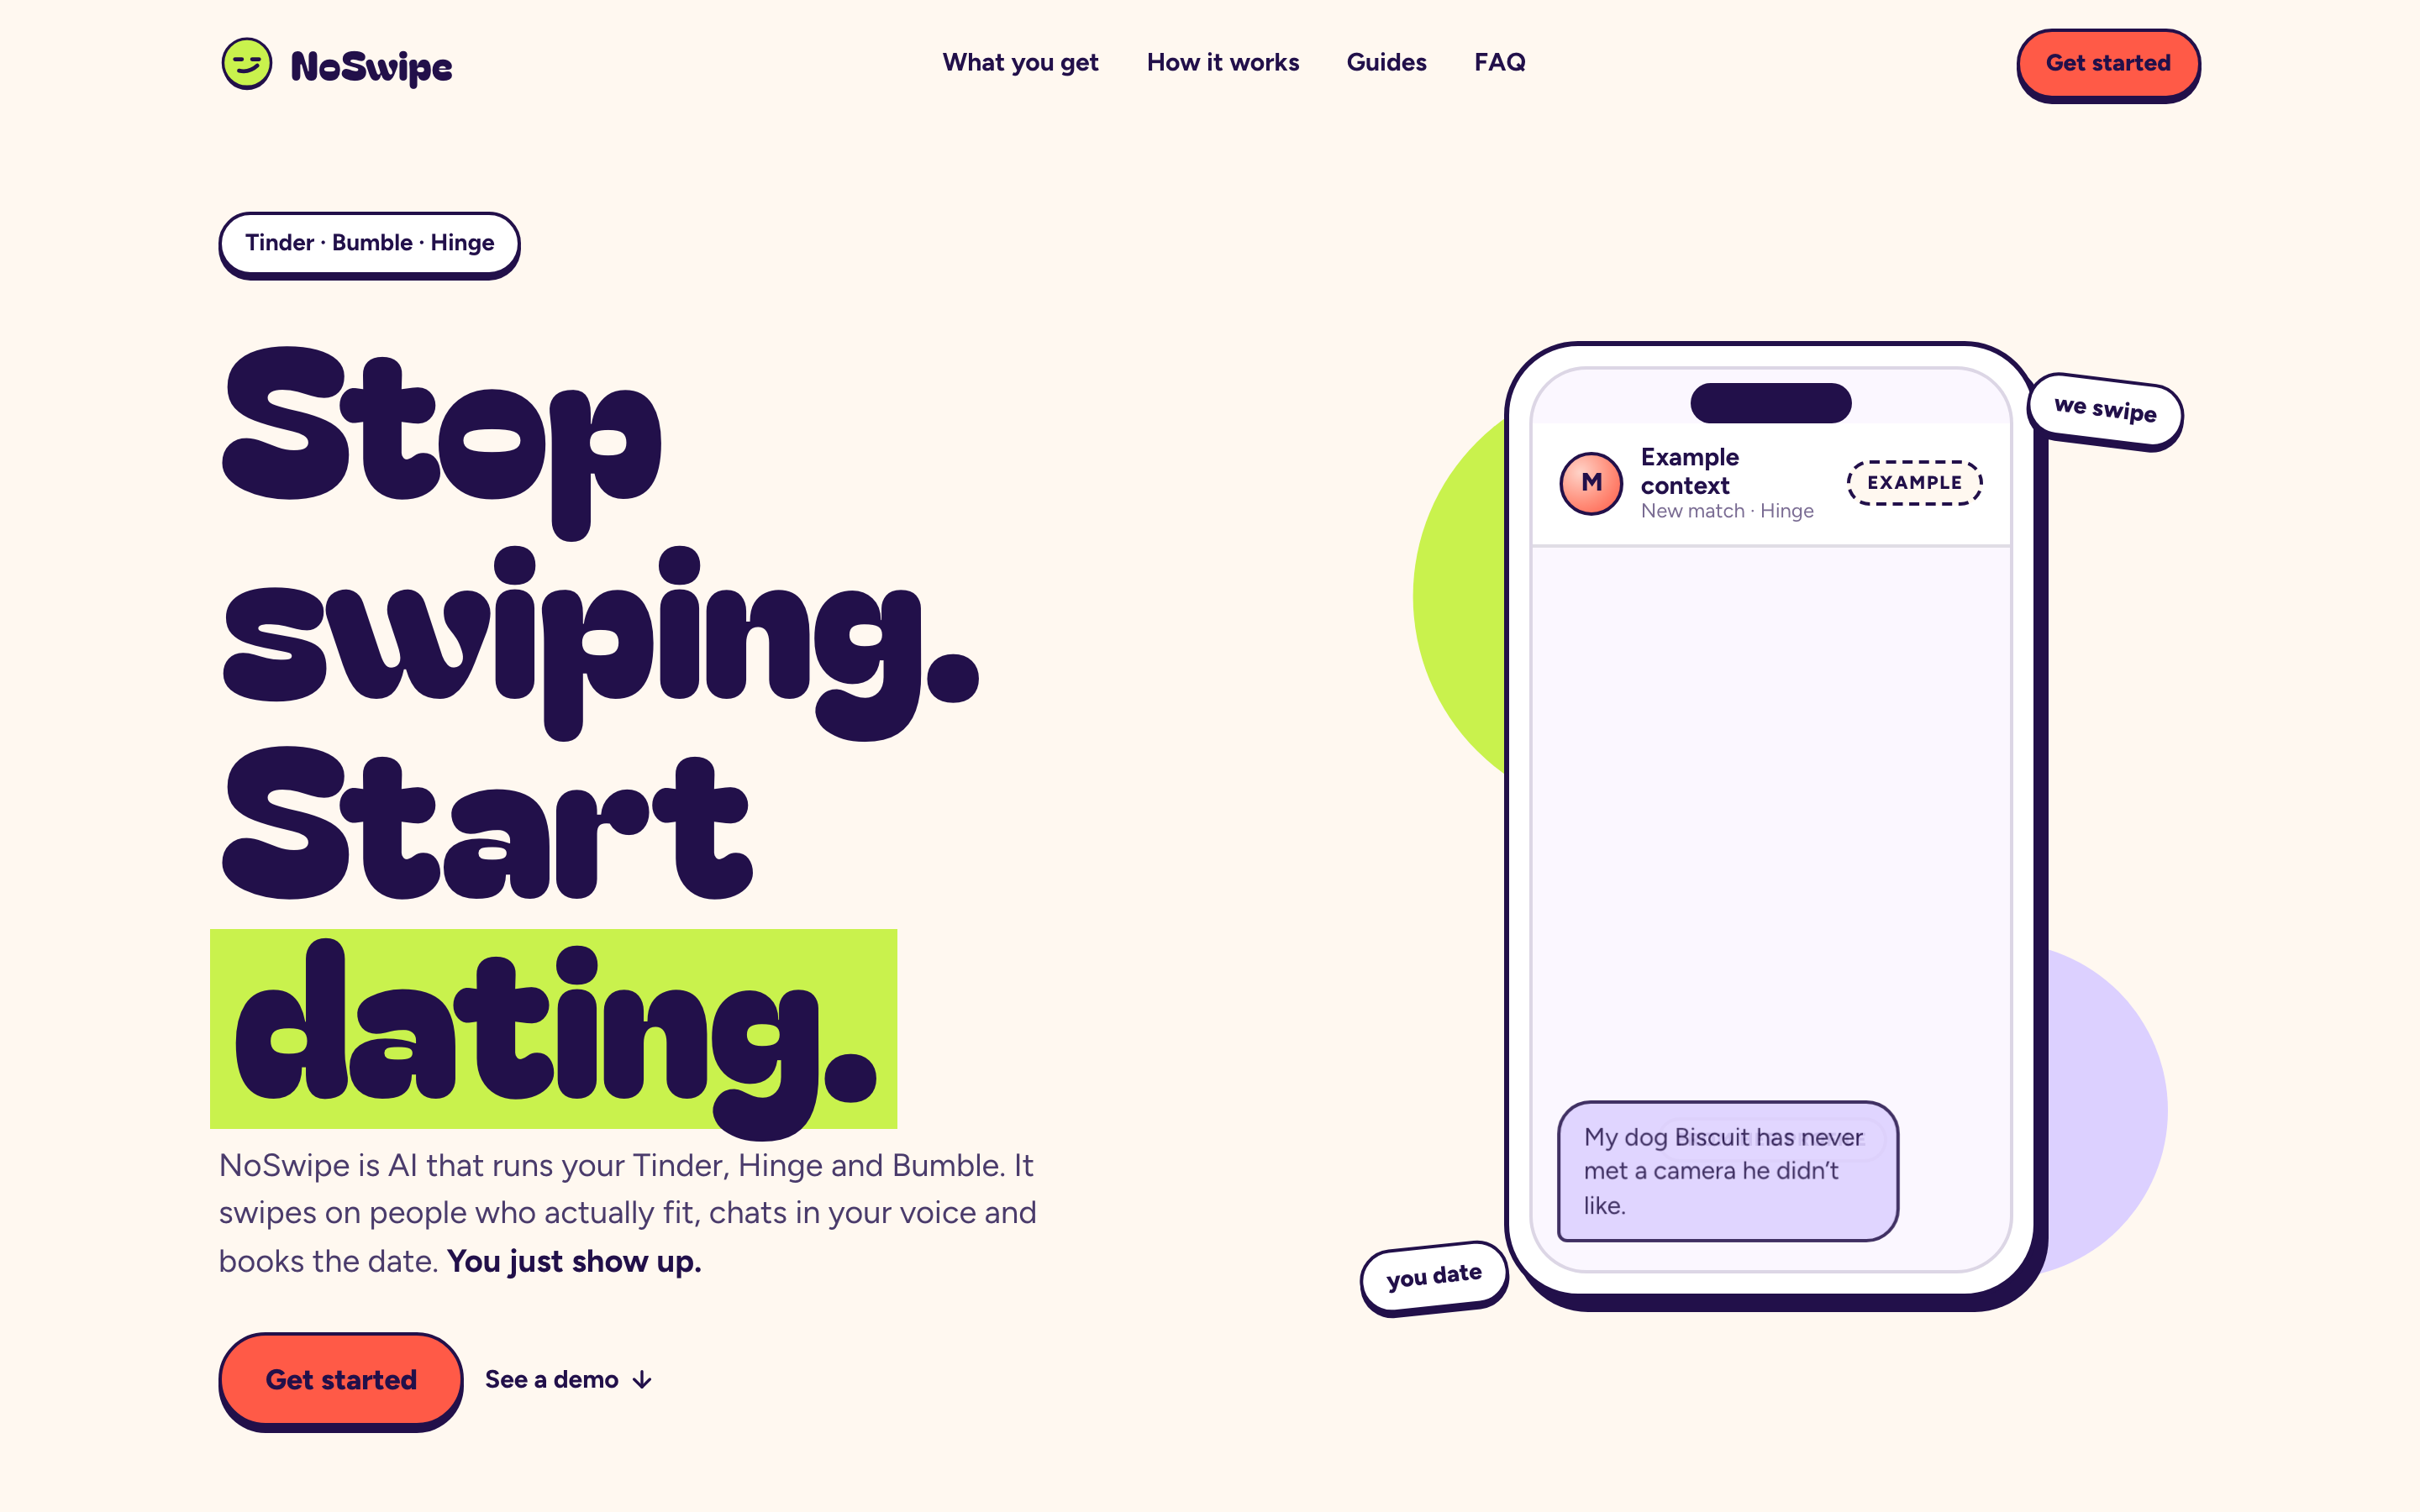 NoSwipe
What you get
How it works
Guides
FAQ
Get started
Tinder · Bumble · Hinge
Stop
swiping.
Start
dating.
NoSwipe is AI that runs your Tinder, Hinge and Bumble. It
swipes on people who actually fit, chats in your voice and
books the date. You just show up.
Get started
See a demo ↓
we swipe
M
Example
context
New match · Hinge
EXAMPLE
My dog Biscuit has never
met a camera he didn’t
like.
you date